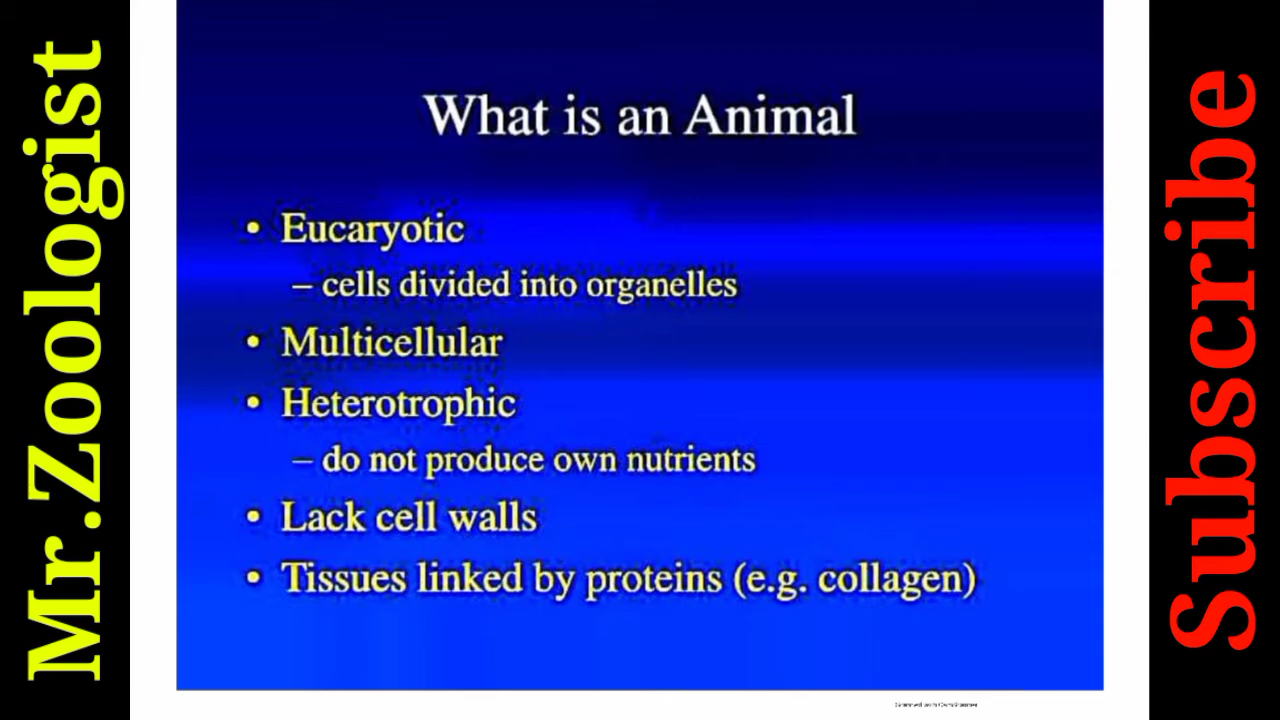 Mr.Zoologist
What is an Animal
• Eucaryotic
– cells divided into organelles
• Multicellular
• Heterotrophic
– do not produce own nutrients
• Lack cell walls
• Tissues linked by proteins (e.g. collagen)
Subscribe